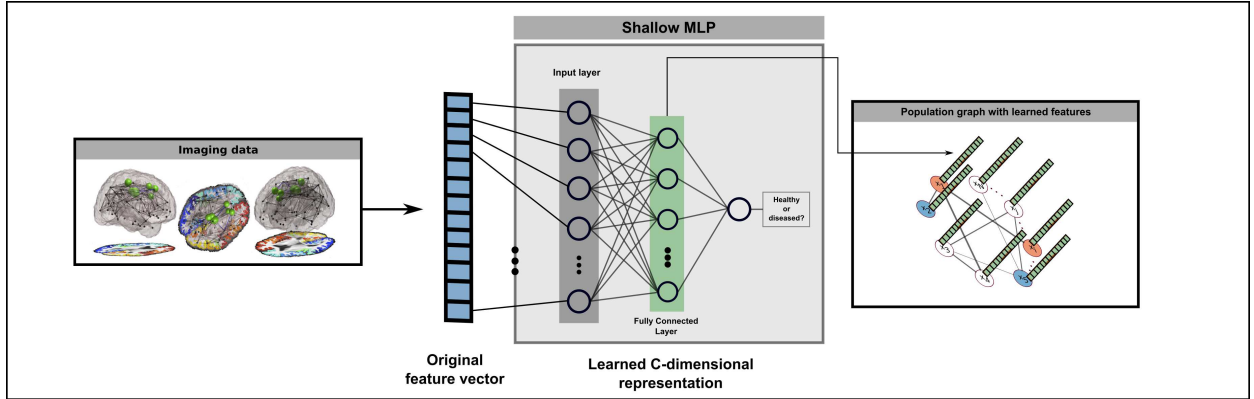 Shallow MLP
Input layer
Imaging data
Population graph with learned features
Healthy
or
diseased?
Fully Connected
Layer
Original
feature vector
Learned C-dimensional
representation